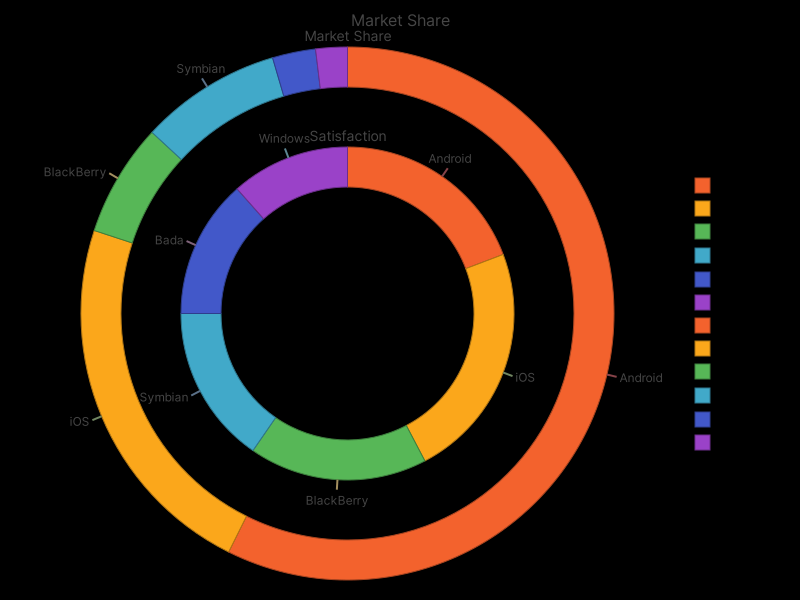 Market Share
Market Share
Symbian
Windows
Satisfaction
Android
BlackBerry
Bada
iOS
Android
Symbian
iOS
BlackBerry